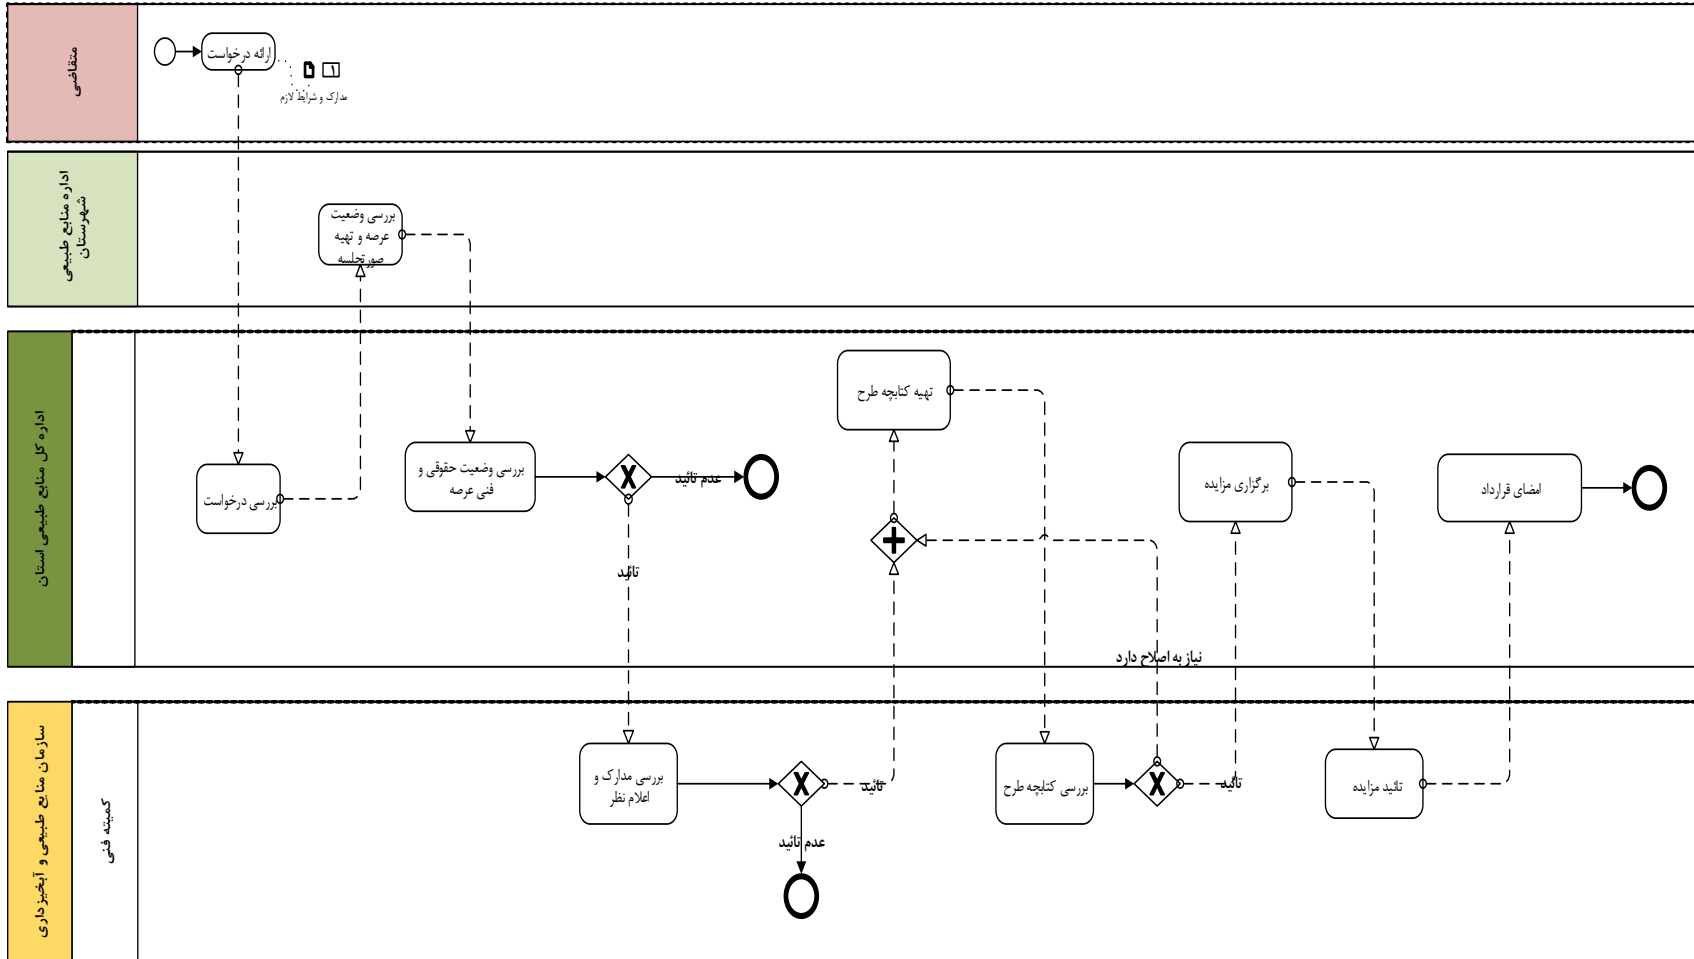 متقاضی
ارائه درخواست
۱
مدارک و شرایط لازم
اداره منابع طبیعی
شهرستان
بررسی وضعیت
عرصه و تهیه
صورتجلسه
اداره کل منابع طبیعی استان
بررسی درخواست
بررسی وضعیت حقوقی و
فنی عرصه
X
عدم تائید
تائید
تهیه کتابچه طرح
نیاز به اصلاح دارد
برگزاری مزایده
امضای قرارداد
سازمان منابع طبیعی و آبخیزداری
کمیته فنی
بررسی مدارک و
اعلام نظر
X
تائید
عدم تائید
بررسی کتابچه طرح
X
تائید
تائید مزایده